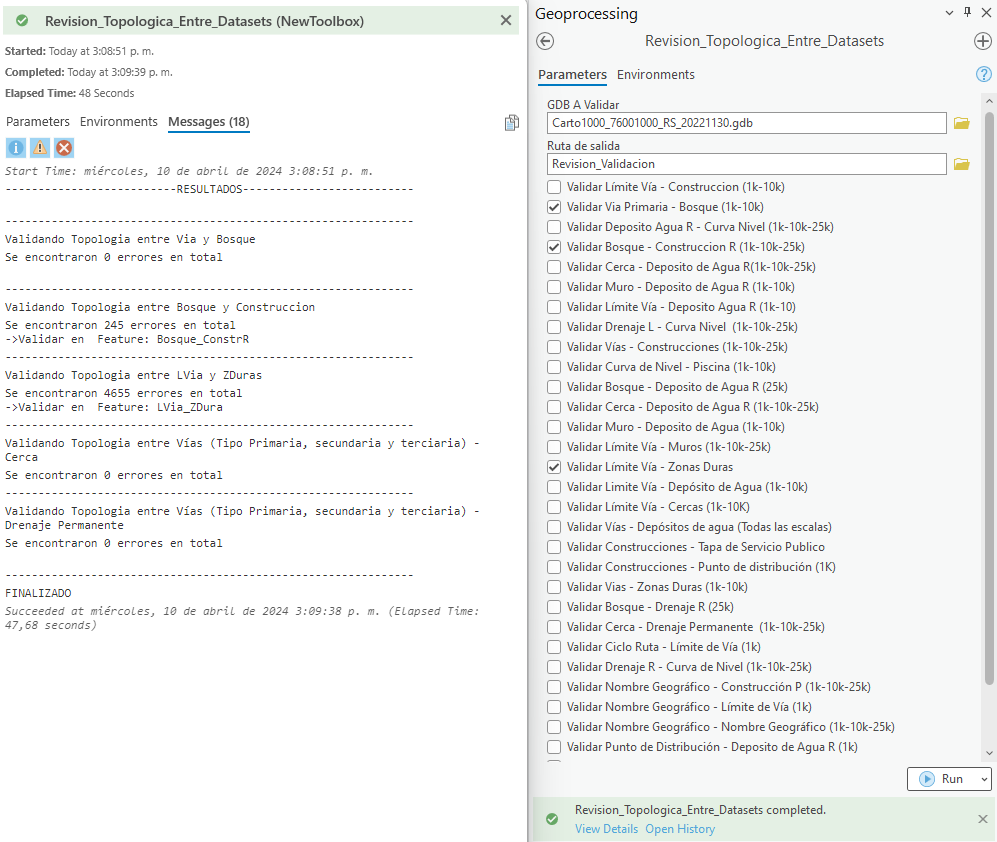 Revision_Topologica_Entre_Datasets (NewToolbox)
Started: Today at 3:08:51 p. m.
Completed: Today at 3:09:39 p. m.
Elapsed Time: 48 Seconds
Parameters Environments Messages (18)
Start Time: miércoles, 10 de abril de 2024 3:08:51 p. m.
--------------------------RESULTADOS--------------------------
--------------------------------------------------------------
Validando Topologia entre Via y Bosque
Se encontraron 0 errores en total
--------------------------------------------------------------
Validando Topologia entre Bosque y Construccion
Se encontraron 245 errores en total
->Validar en  Feature: Bosque_ConstrR
--------------------------------------------------------------
Validando Topologia entre LVia y ZDuras
Se encontraron 4655 errores en total
->Validar en  Feature: LVia_ZDura
--------------------------------------------------------------
Validando Topologia entre Vías (Tipo Primaria, secundaria y terciaria) -
Cerca
Se encontraron 0 errores en total
--------------------------------------------------------------
Validando Topologia entre Vías (Tipo Primaria, secundaria y terciaria) -
Drenaje Permanente
Se encontraron 0 errores en total
--------------------------------------------------------------
FINALIZADO
Succeeded at miércoles, 10 de abril de 2024 3:09:38 p. m. (Elapsed Time:
47,68 seconds)
Geoprocessing
Revision_Topologica_Entre_Datasets
Parameters Environments
GDB A Validar
Carto1000_76001000_RS_20221130.gdb
Ruta de salida
Revision_Validacion
Validar Límite Vía - Construccion (1k-10k)
Validar Via Primaria - Bosque (1k-10k)
Validar Deposito Agua R - Curva Nivel (1k-10k-25k)
Validar Bosque - Construccion R (1k-10k-25k)
Validar Cerca - Deposito de Agua R(1k-10k-25k)
Validar Muro - Deposito de Agua R (1k-10k)
Validar Límite Vía - Deposito Agua R (1k-10)
Validar Drenaje L - Curva Nivel  (1k-10k-25k)
Validar Vías - Construcciones (1k-10k-25k)
Validar Curva de Nivel - Piscina (1k-10k)
Validar Bosque - Deposito de Agua R (25k)
Validar Cerca - Deposito de Agua R (1k-10k-25k)
Validar Muro - Deposito de Agua (1k-10k)
Validar Límite Vía - Muros (1k-10k-25k)
Validar Límite Vía - Zonas Duras
Validar Limite Vía - Depósito de Agua (1k-10k)
Validar Límite Vía - Cercas (1k-10K)
Validar Vías - Depósitos de agua (Todas las escalas)
Validar Construcciones - Tapa de Servicio Publico
Validar Construcciones - Punto de distribución (1K)
Validar Vias - Zonas Duras (1k-10k)
Validar Bosque - Drenaje R (25k)
Validar Cerca - Drenaje Permanente  (1k-10k-25k)
Validar Ciclo Ruta - Límite de Vía (1k)
Validar Drenaje R - Curva de Nivel (1k-10k-25k)
Validar Nombre Geográfico - Construcción P (1k-10k-25k)
Validar Nombre Geográfico - Límite de Vía (1k)
Validar Nombre Geográfico - Nombre Geográfico (1k-10k-25k)
Validar Punto de Distribución - Deposito de Agua R (1k)
Run
Revision_Topologica_Entre_Datasets completed.
View Details Open History